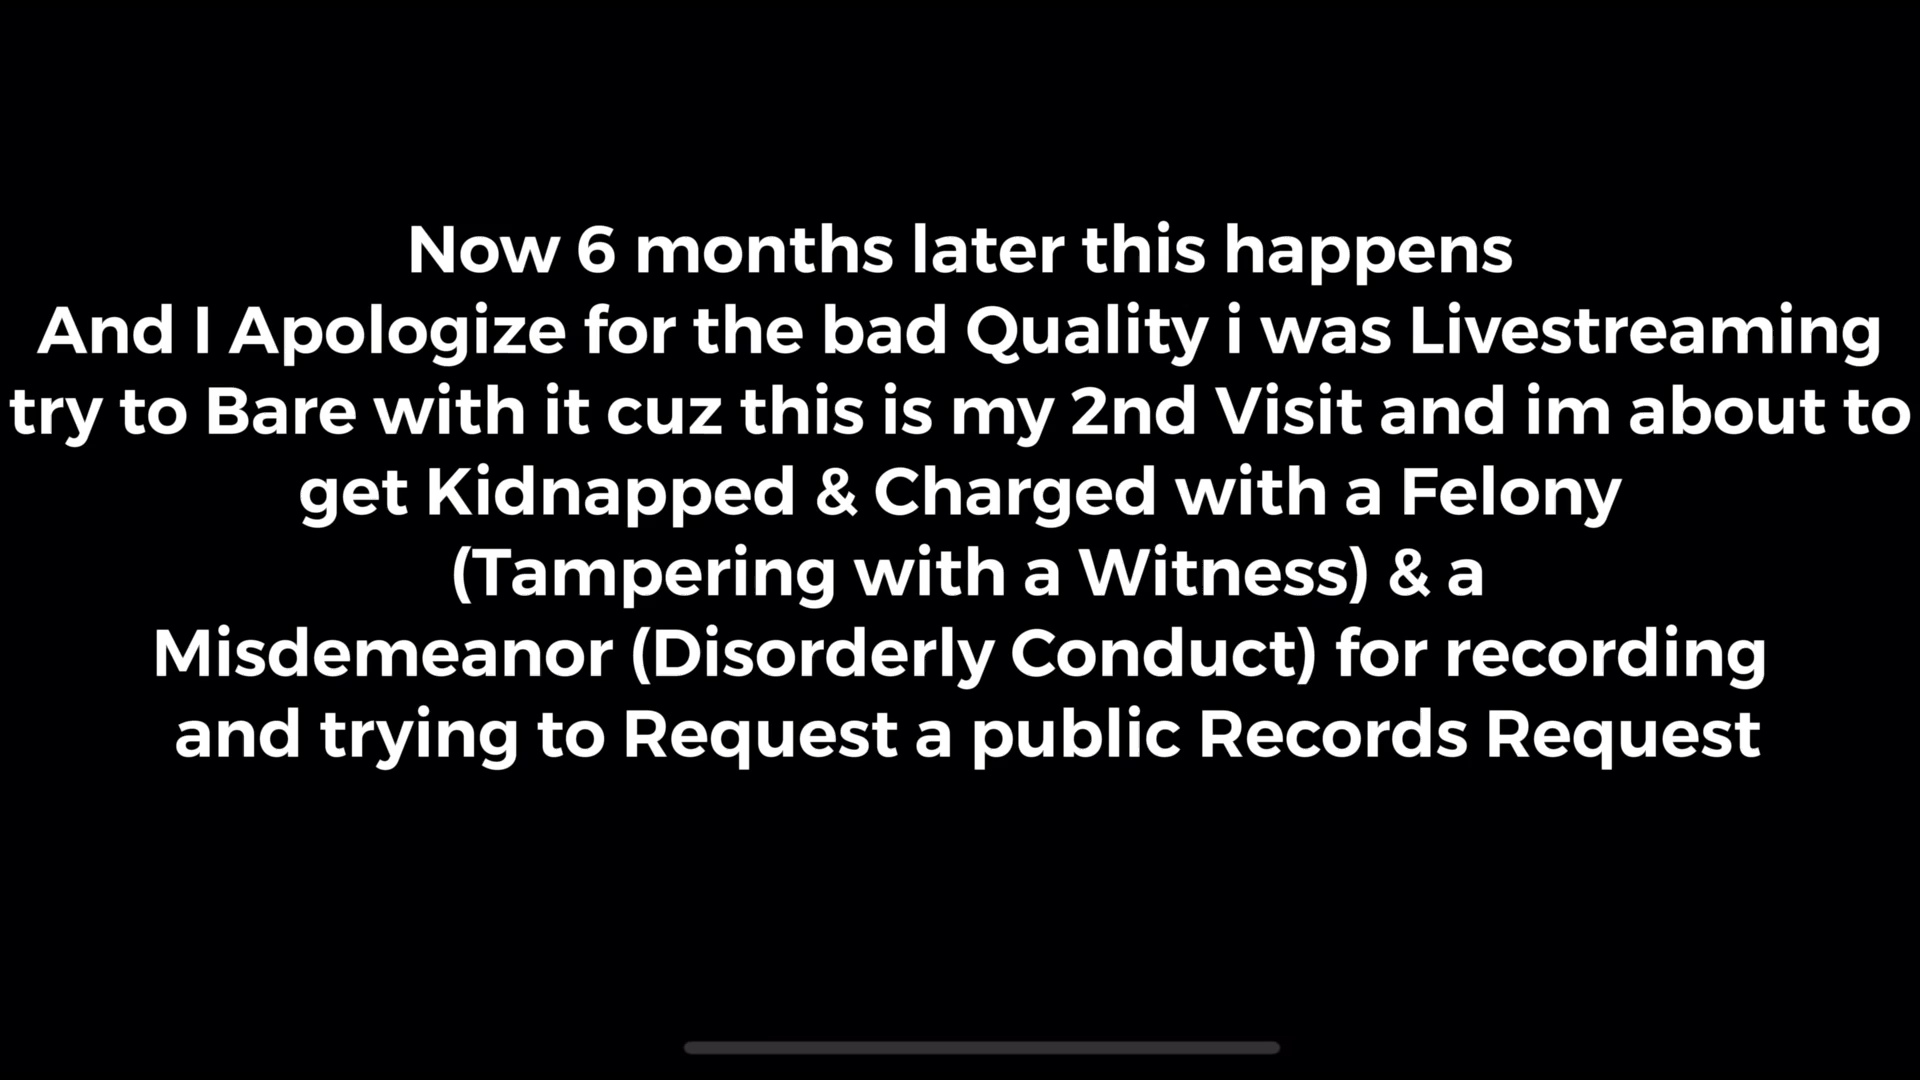 Now 6 months later this happens
And I Apologize for the bad Quality i was Livestreaming
try to Bare with it cuz this is my 2nd Visit and im about to
get Kidnapped & Charged with a Felony
(Tampering with a Witness) & a
Misdemeanor (Disorderly Conduct) for recording
and trying to Request a public Records Request